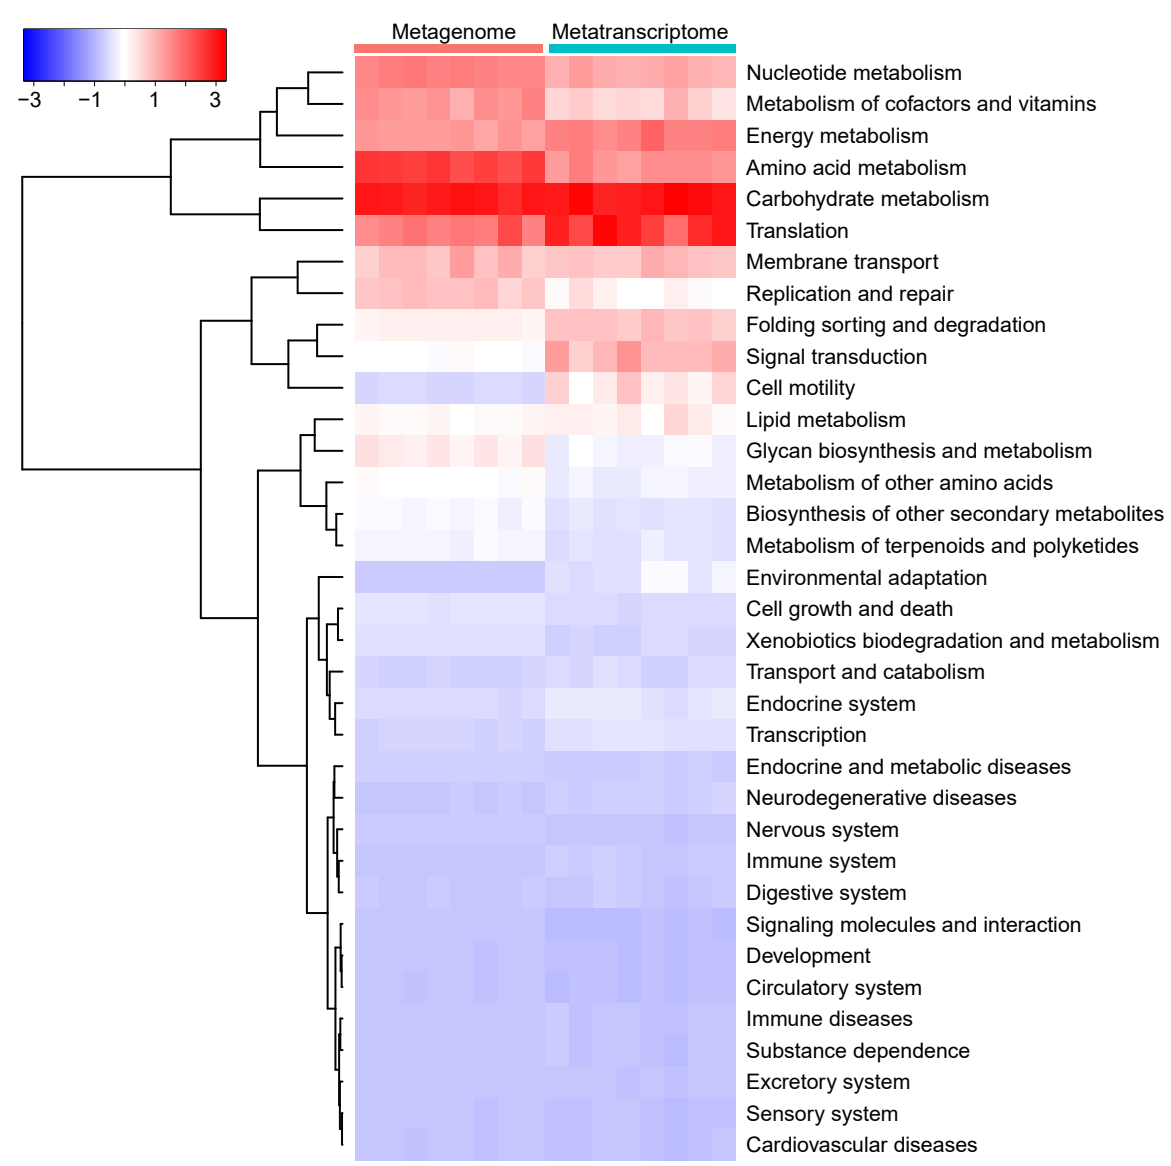 Metagenome Metatranscriptome
−3 −1 1 3
Nucleotide metabolism
Metabolism of cofactors and vitamins
Energy metabolism
Amino acid metabolism
Carbohydrate metabolism
Translation
Membrane transport
Replication and repair
Folding sorting and degradation
Signal transduction
Cell motility
Lipid metabolism
Glycan biosynthesis and metabolism
Metabolism of other amino acids
Biosynthesis of other secondary metabolites
Metabolism of terpenoids and polyketides
Environmental adaptation
Cell growth and death
Xenobiotics biodegradation and metabolism
Transport and catabolism
Endocrine system
Transcription
Endocrine and metabolic diseases
Neurodegenerative diseases
Nervous system
Immune system
Digestive system
Signaling molecules and interaction
Development
Circulatory system
Immune diseases
Substance dependence
Excretory system
Sensory system
Cardiovascular diseases